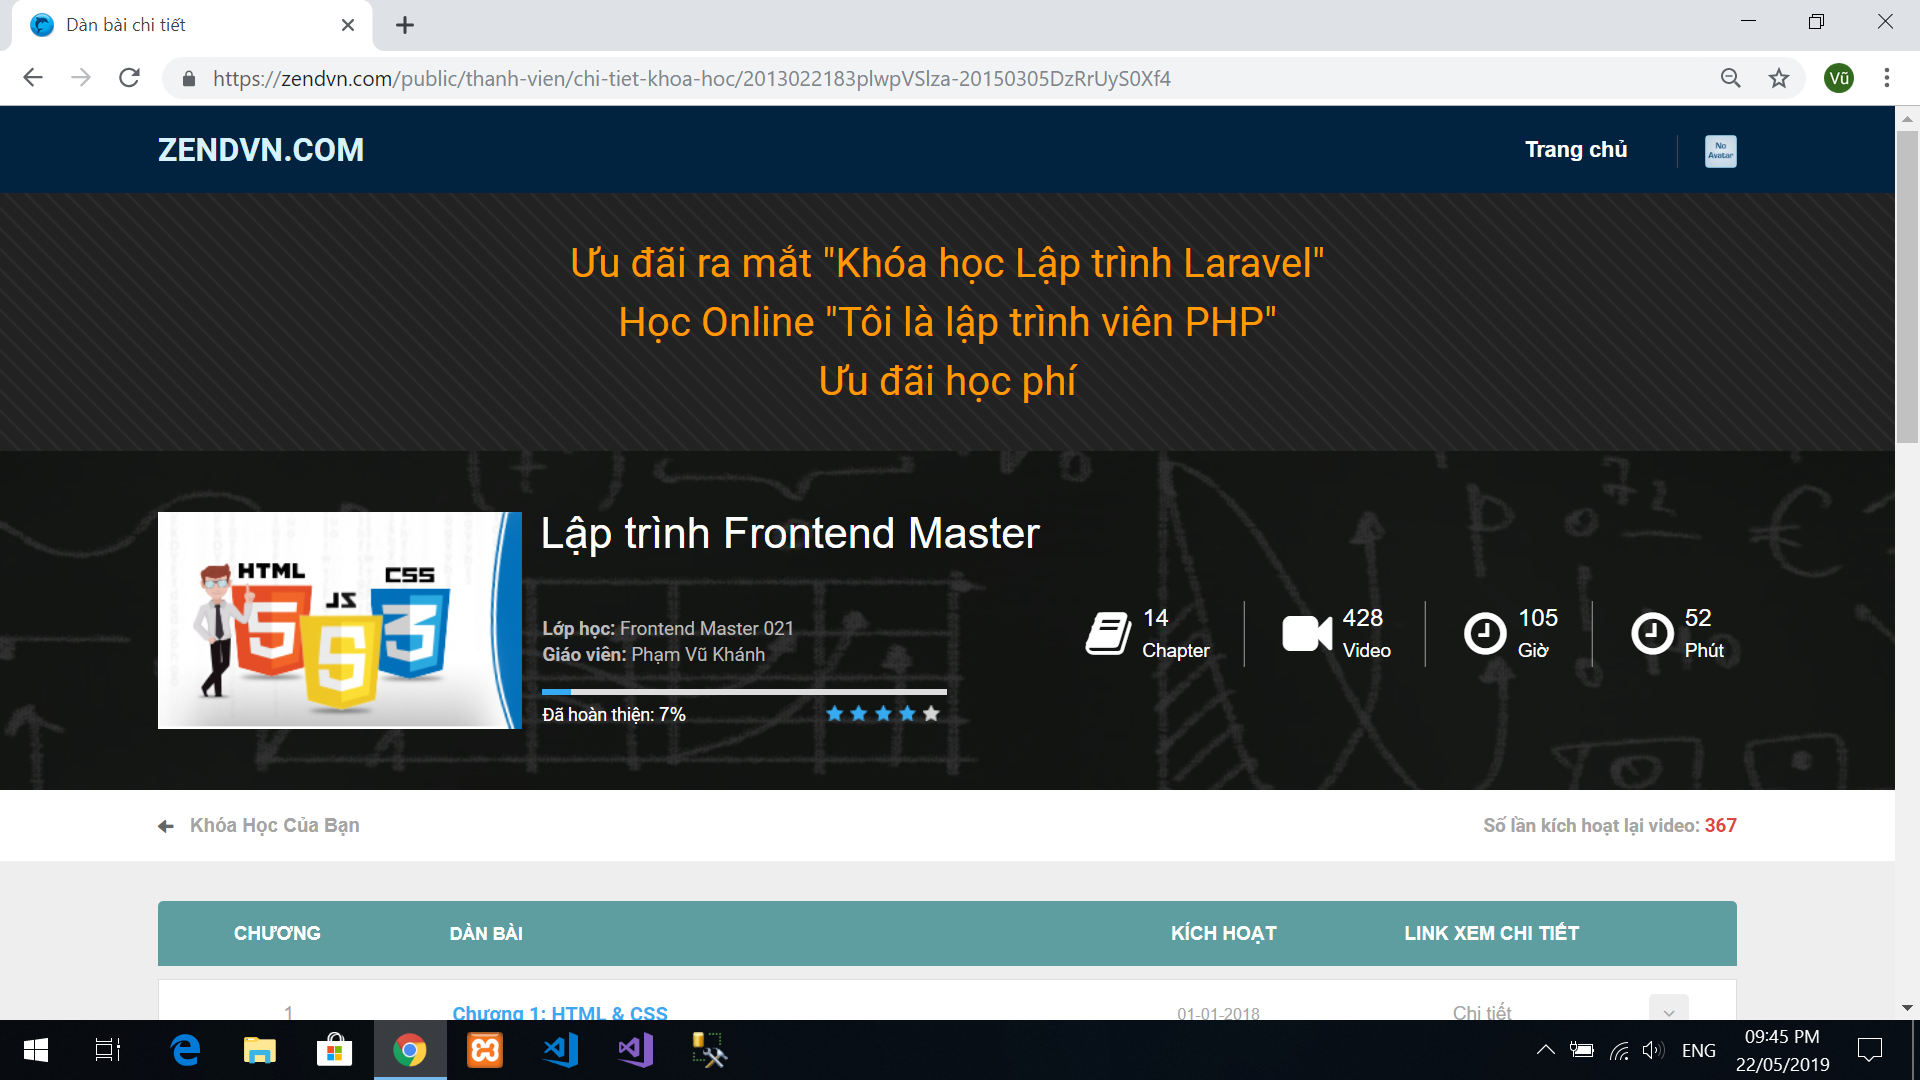 Dàn bài chi tiết
https://zendvn.com/public/thanh-vien/chi-tiet-khoa-hoc/2013022183plwpVSlza-20150305DzRrUyS0Xf4
Vũ
ZENDVN.COM
Trang chủ
No
Avatar
Ưu đãi ra mắt "Khóa học Lập trình Laravel"
Học Online "Tôi là lập trình viên PHP"
Ưu đãi học phí
HTML
JS
CSS
5
5
3
Lập trình Frontend Master
Lớp học: Frontend Master 021
Giáo viên: Phạm Vũ Khánh
Đã hoàn thiện: 7%
14
Chapter
428
Video
105
Giờ
52
Phút
Khóa Học Của Bạn
Số lần kích hoạt lại video: 367
CHƯƠNG DÀN BÀI KÍCH HOẠT LINK XEM CHI TIẾT
1 Chương 1: HTML & CSS 01-01-2018 Chi tiết
ENG
09:45 PM
22/05/2019